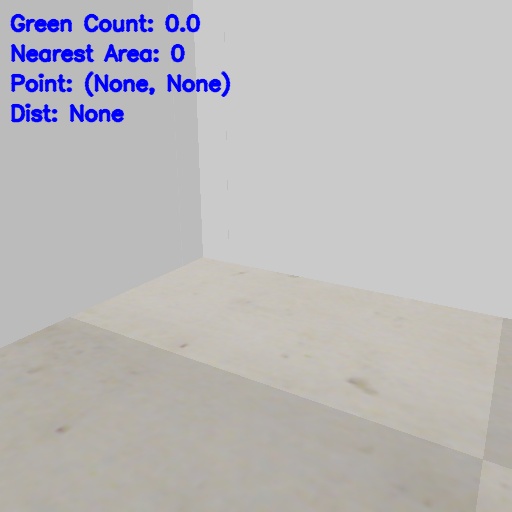 Green Count: 0.0
Nearest Area: 0
Point: (None, None)
Dist: None